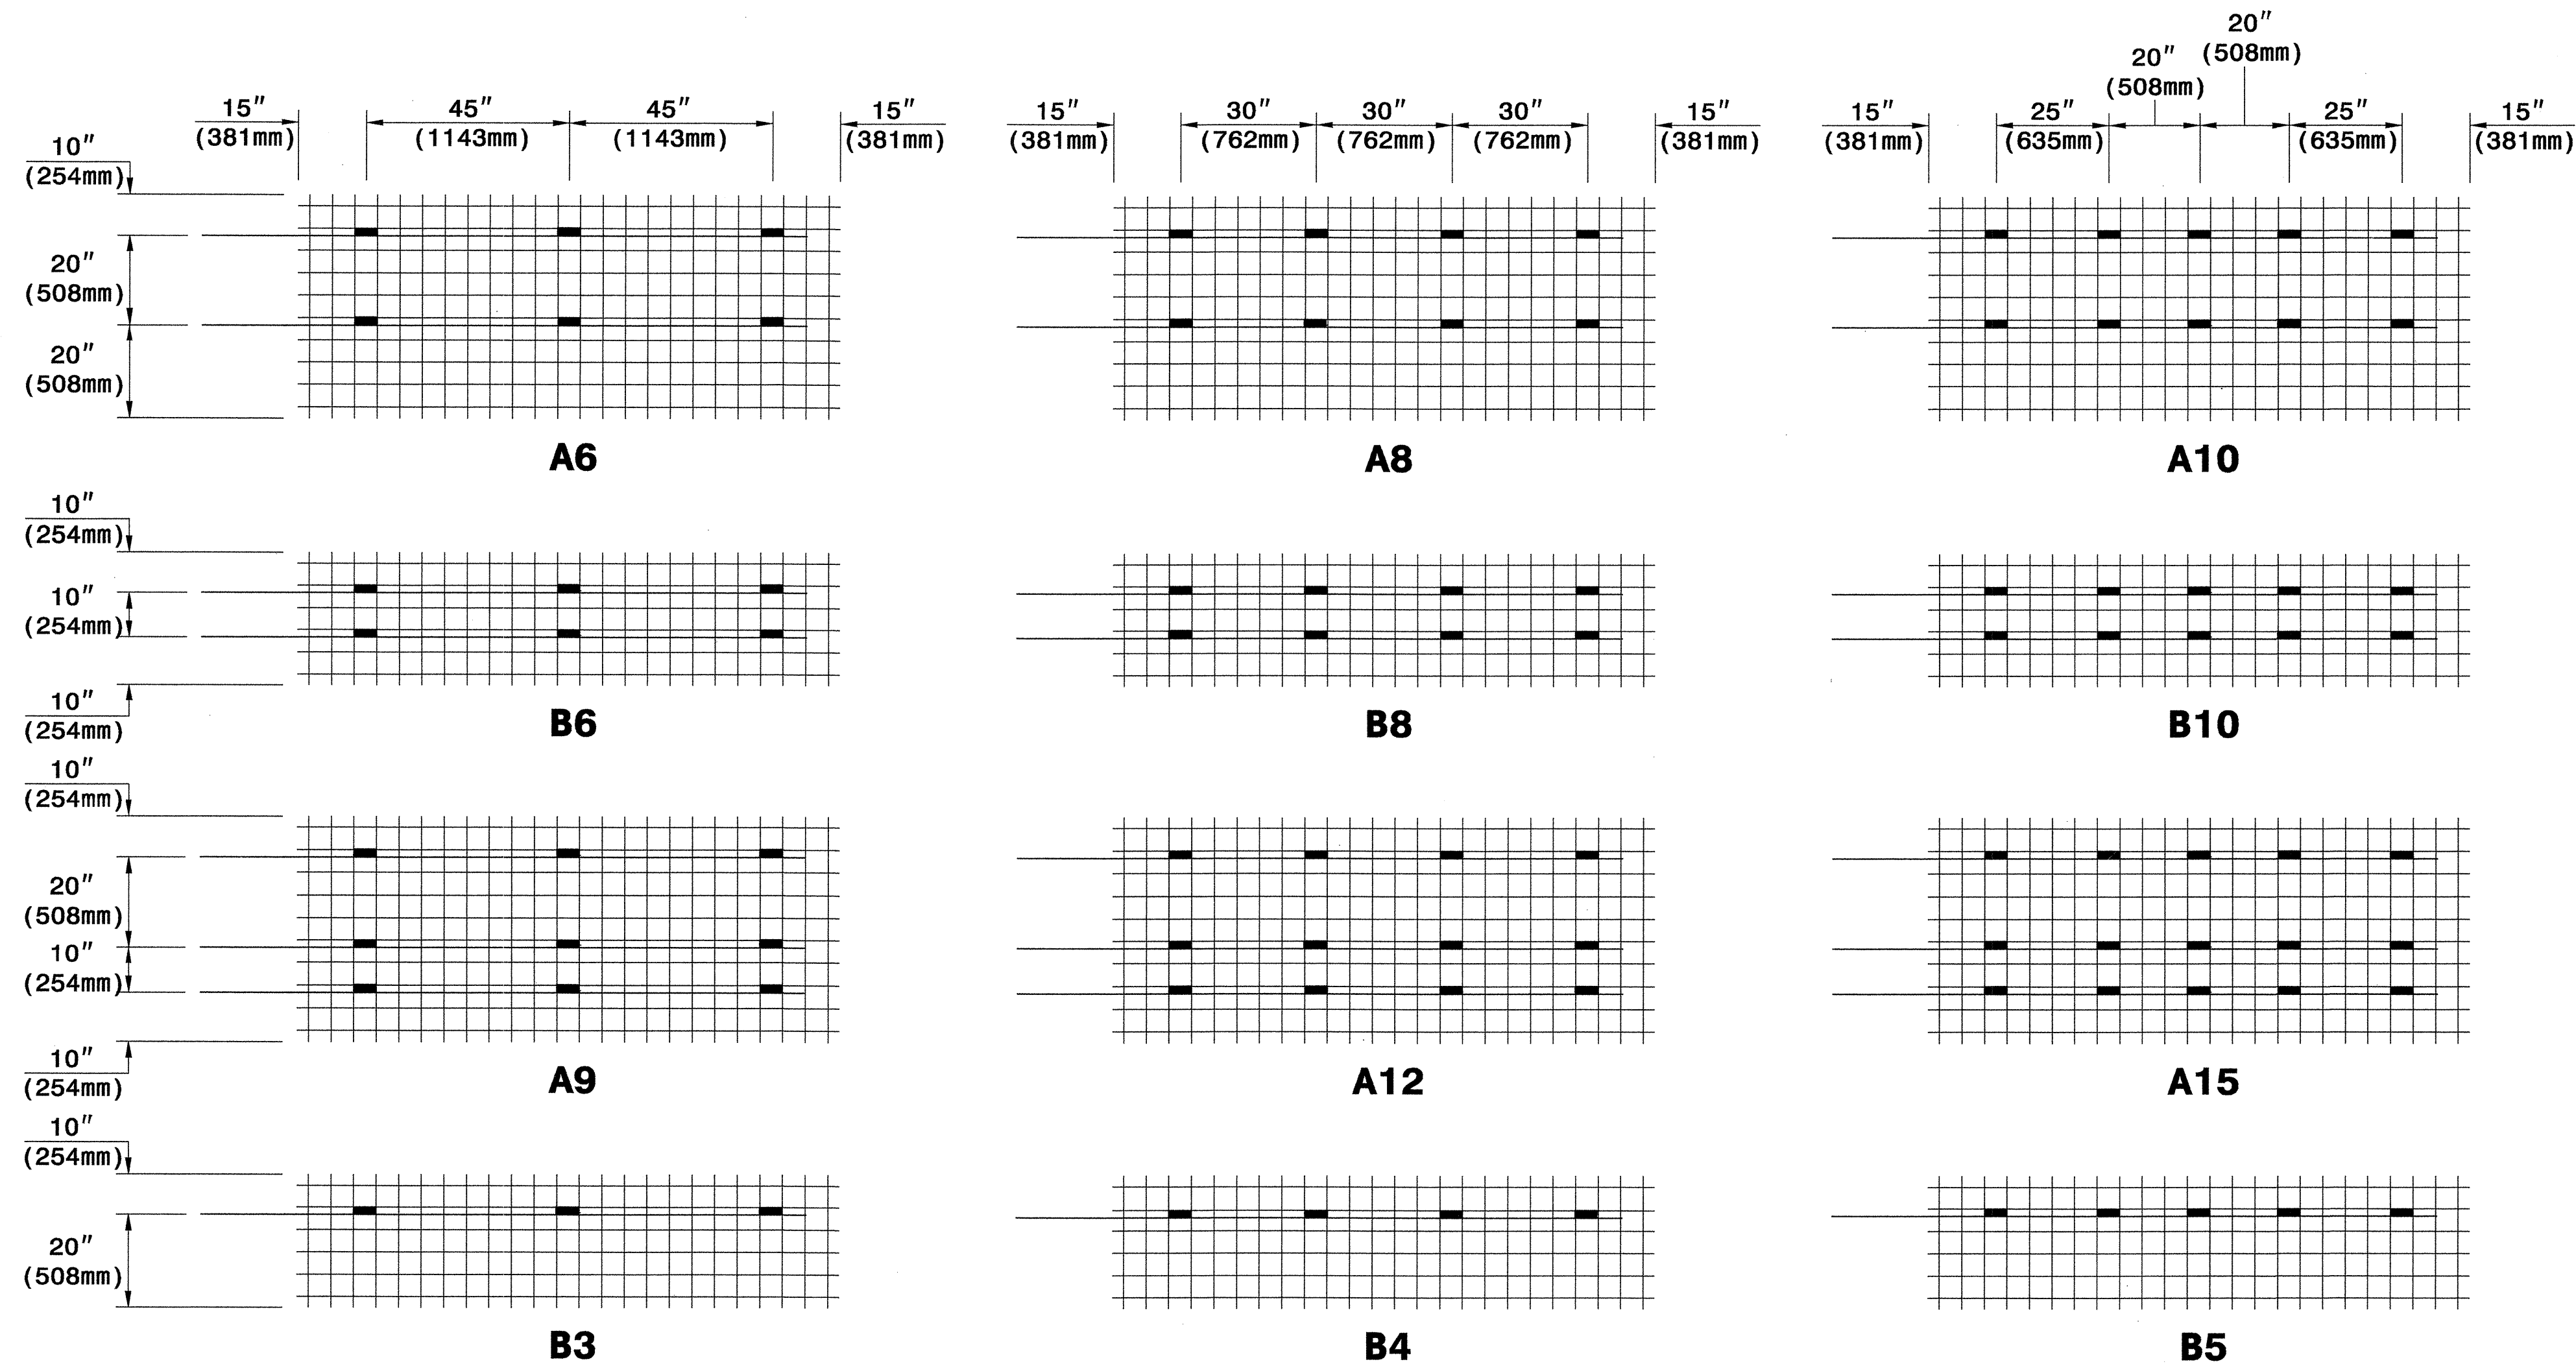 20″
(508mm)
20″
(508mm)
15″
(381mm)
45″
(1143mm)
45″
(1143mm)
15″
(381mm)
15″
(381mm)
30″
(762mm)
30″
(762mm)
30″
(762mm)
15″
(381mm)
15″
(381mm)
25″
(635mm)
25″
(635mm)
15″
(381mm)
10″
(254mm)
20″
(508mm)
20″
(508mm)
A6
A8
A10
10″
(254mm)
10″
(254mm)
10″
(254mm)
B6
B8
B10
10″
(254mm)
20″
(508mm)
10″
(254mm)
10″
(254mm)
A9
A12
A15
10″
(254mm)
20″
(508mm)
B3
B4
B5